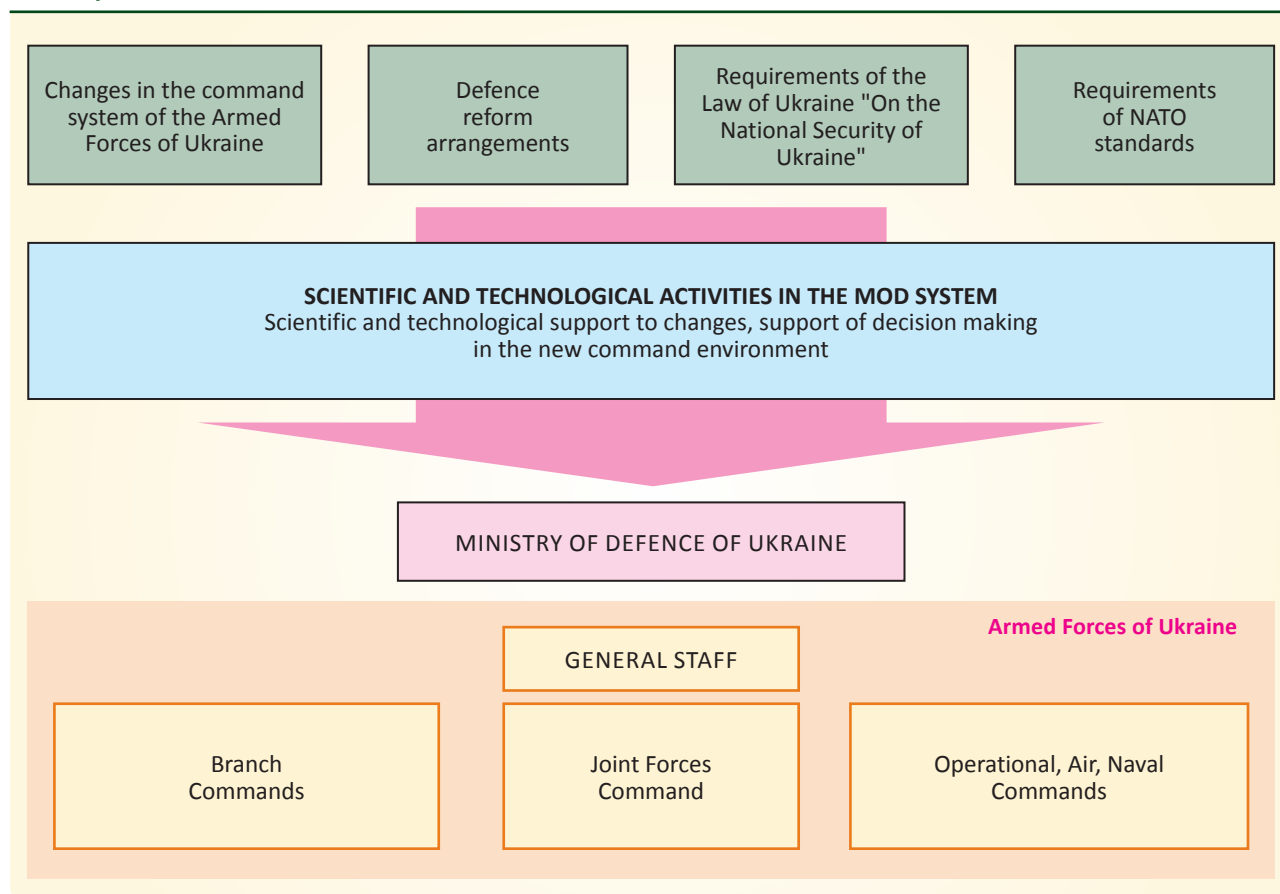 Changes in the command
system of the Armed
Forces of Ukraine
Defence
reform
arrangements
Requirements of the
Law of Ukraine "On the
National Security of
Ukraine"
Requirements
of NATO
standards
SCIENTIFIC AND TECHNOLOGICAL ACTIVITIES IN THE MOD SYSTEM
Scientific and technological support to changes, support of decision making
in the new command environment
MINISTRY OF DEFENCE OF UKRAINE
Armed Forces of Ukraine
GENERAL STAFF
Branch
Commands
Joint Forces
Command
Operational, Air, Naval
Commands